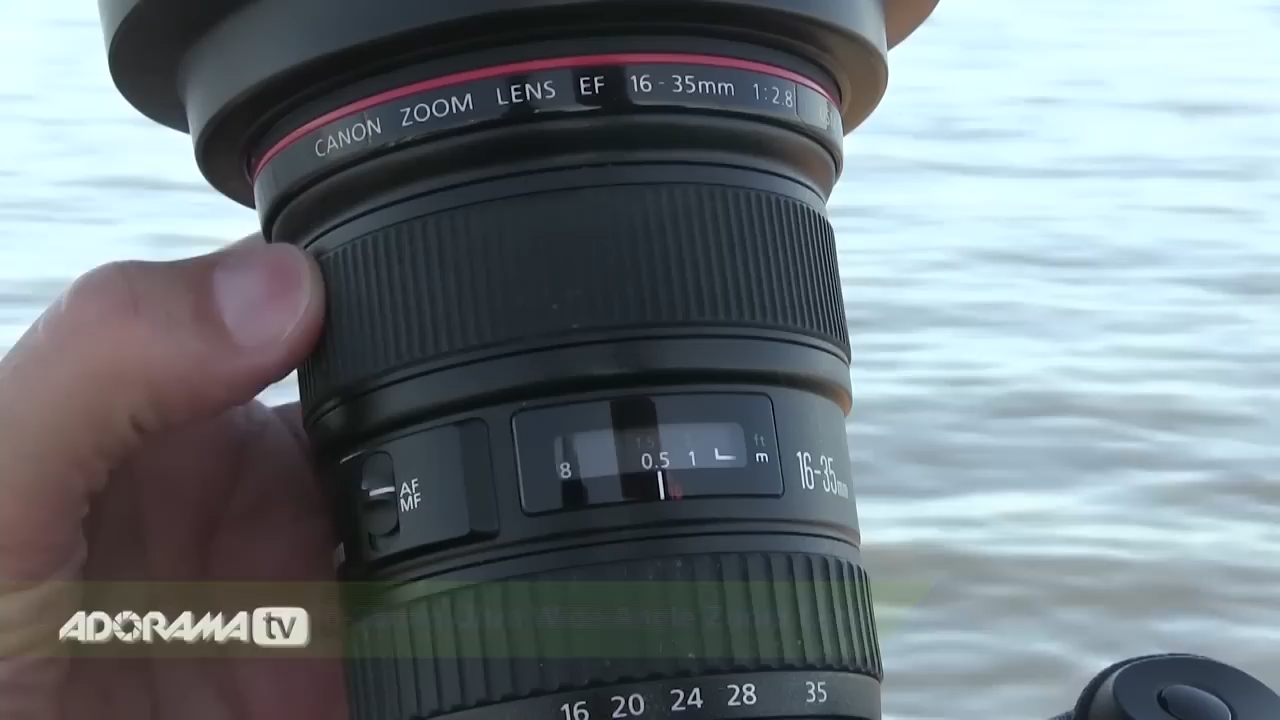 CANON ZOOM LENS EF 16-35mm 1:2.8
ft
8 0.5 1 m
16-35mm
AF
MF
ADORAMA tv
16 20 24 28 35